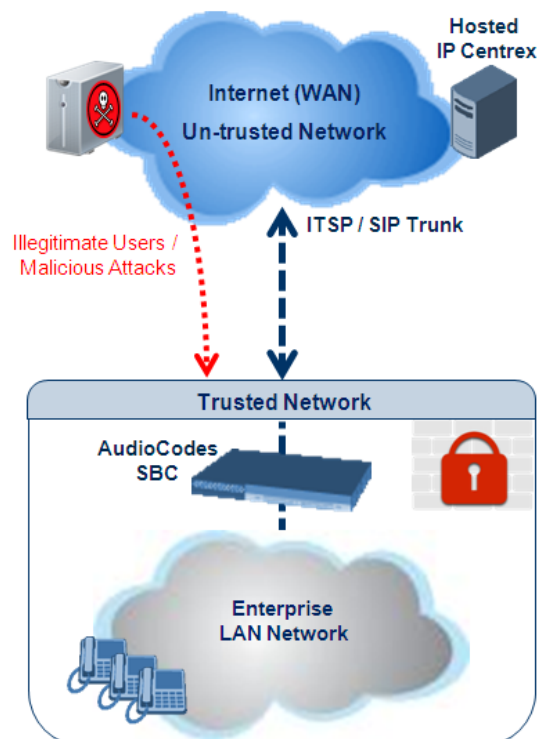 Hosted
IP Centrex
Internet (WAN)
Un-trusted Network
ITSP / SIP Trunk
Illegitimate Users /
Malicious Attacks
Trusted Network
AudioCodes
SBC
Enterprise
LAN Network